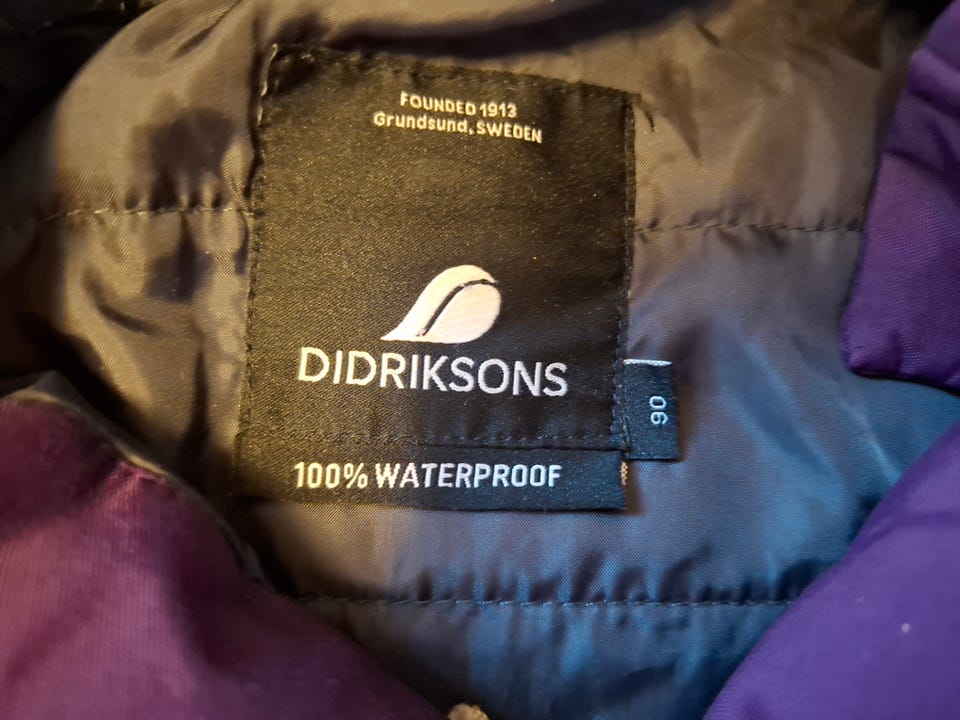 FOUNDED 1913
Grundsund, SWEDEN
DIDRIKSONS
90
100% WATERPROOF